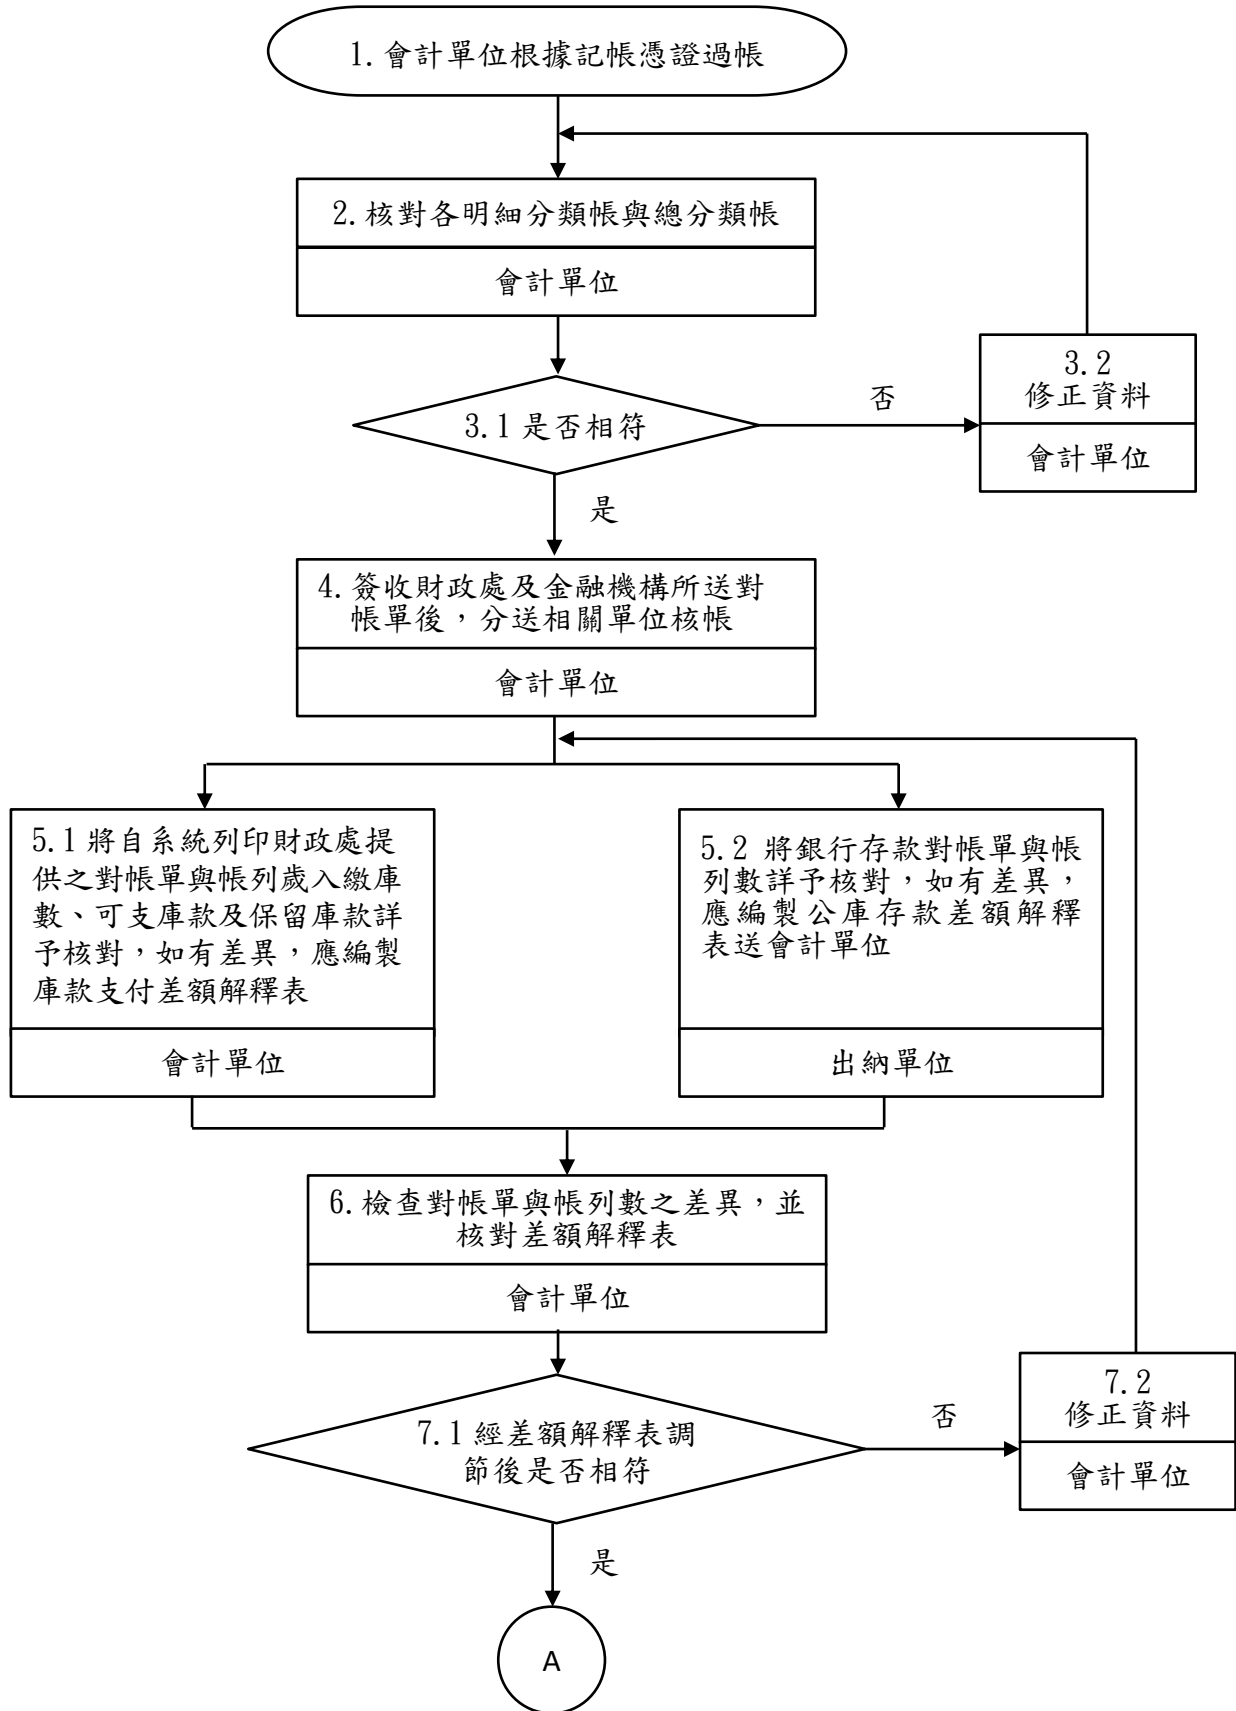 1.會計單位根據記帳憑證過帳
2.核對各明細分類帳與總分類帳
會計單位
3.1 是否相符
否
3.2
修正資料
會計單位
是
4.簽收財政處及金融機構所送對
帳單後，分送相關單位核帳
會計單位
5.1 將自系統列印財政處提
供之對帳單與帳列歲入繳庫
數、可支庫款及保留庫款詳
予核對，如有差異，應編製
庫款支付差額解釋表
會計單位
5.2 將銀行存款對帳單與帳
列數詳予核對，如有差異，
應編製公庫存款差額解釋
表送會計單位
出納單位
6.檢查對帳單與帳列數之差異，並
核對差額解釋表
會計單位
7.1 經差額解釋表調
節後是否相符
否
7.2
修正資料
會計單位
是
A